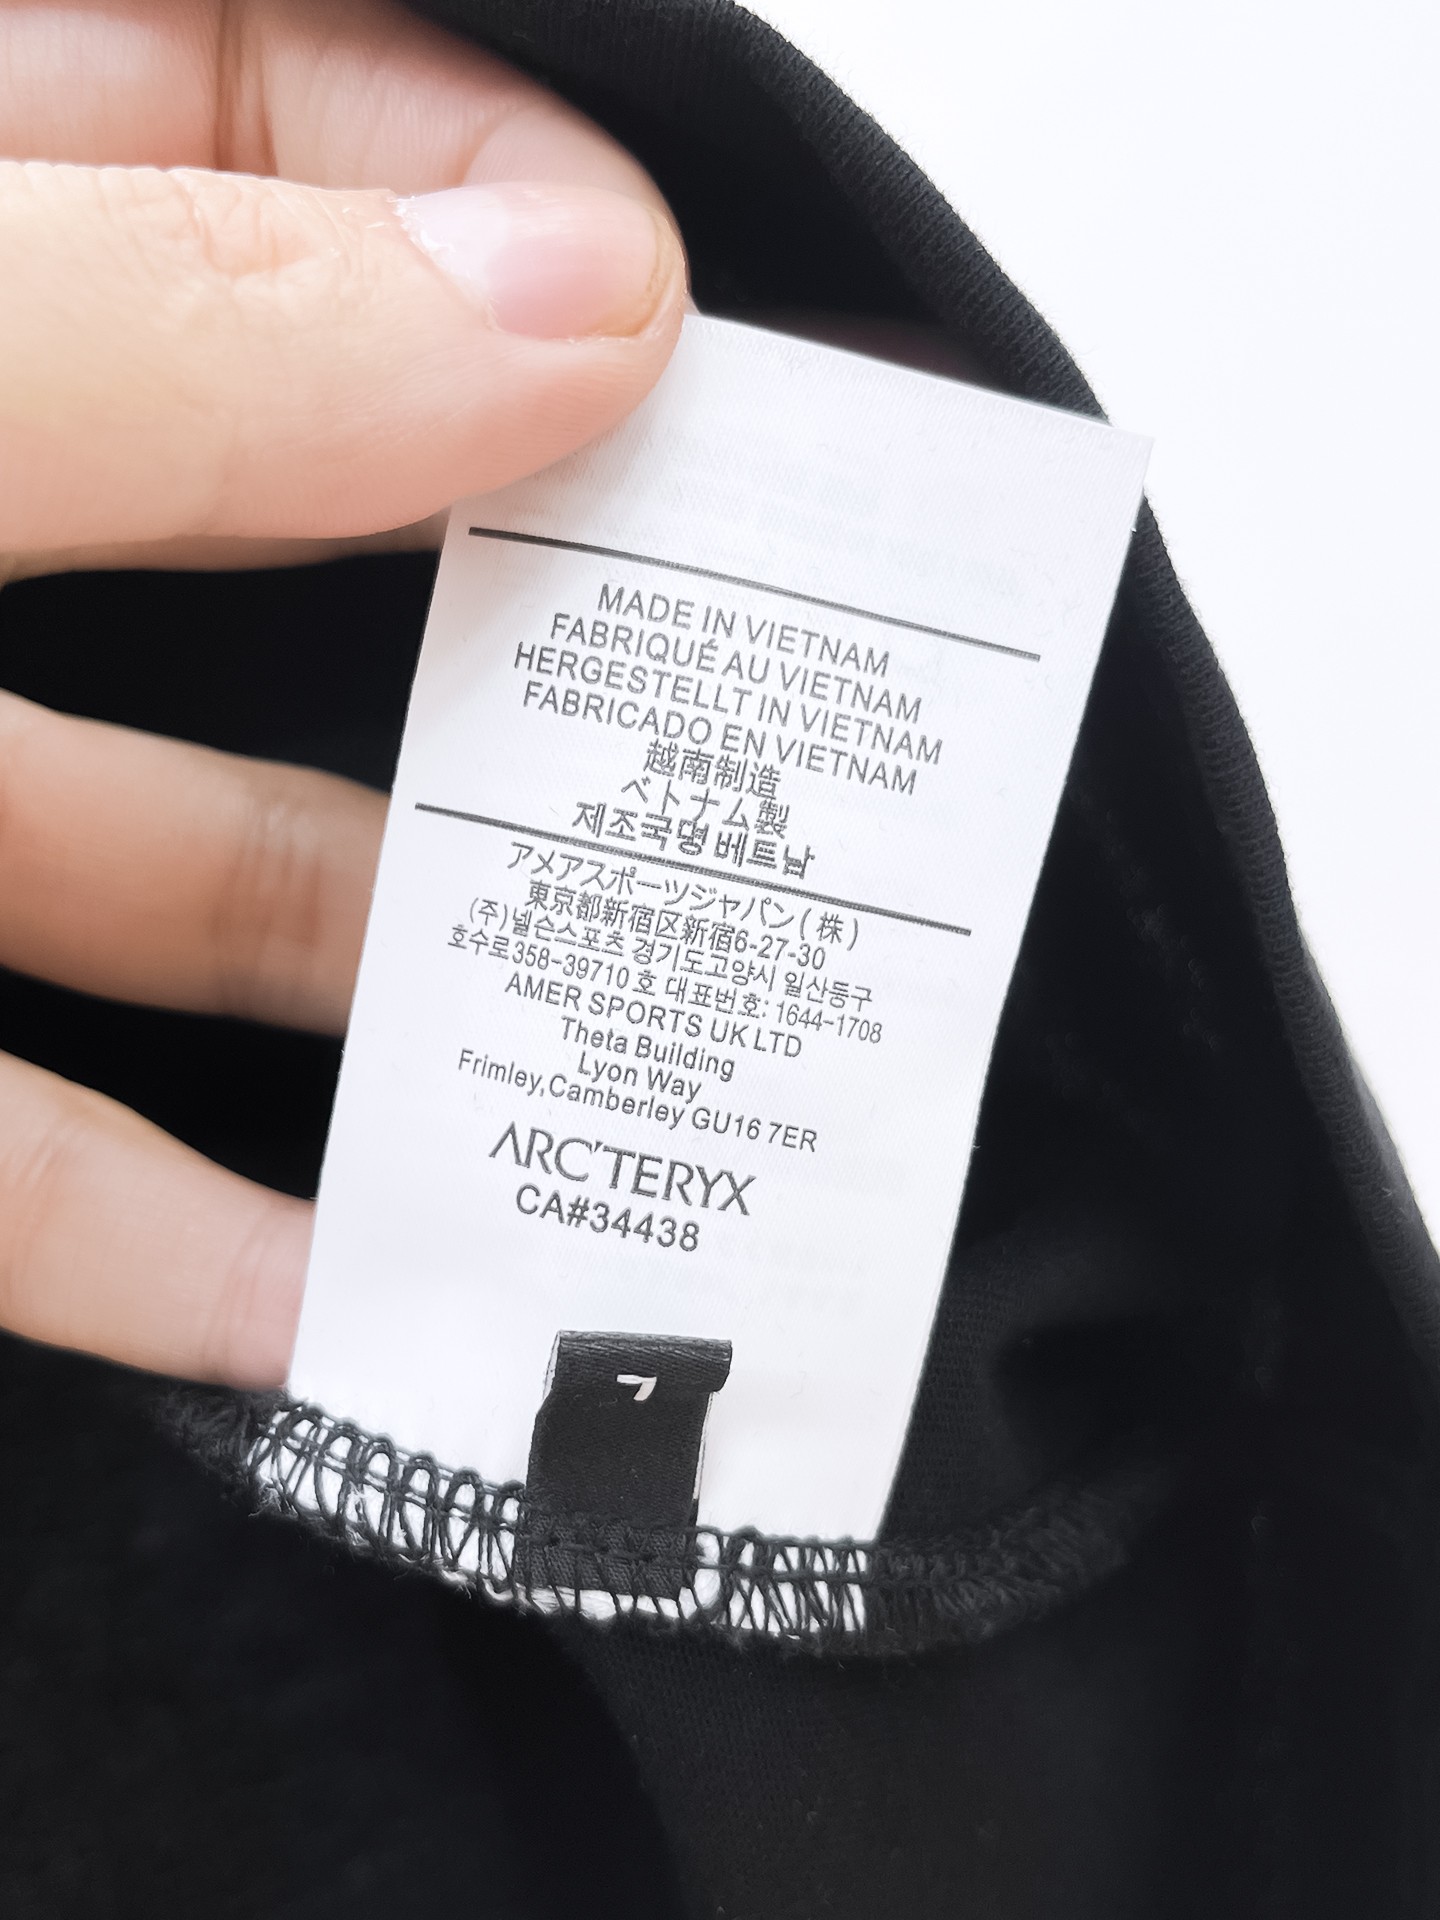 MADE IN VIETNAM
FABRIQUÉ AU VIETNAM
HERGESTELLT IN VIETNAM
FABRICADO EN VIETNAM
越南制造
ベトナム製
제조국명 베트남
アメアスポーツジャパン(株)
東京都新宿区新宿6-27-30
(주)넬슨스포츠 경기도고양시 일산동구
호수로358-39710호 대표번호: 1644-1708
AMER SPORTS UK LTD
Theta Building
Lyon Way
Frimley,Camberley GU16 7ER
ARC'TERYX
CA#34438